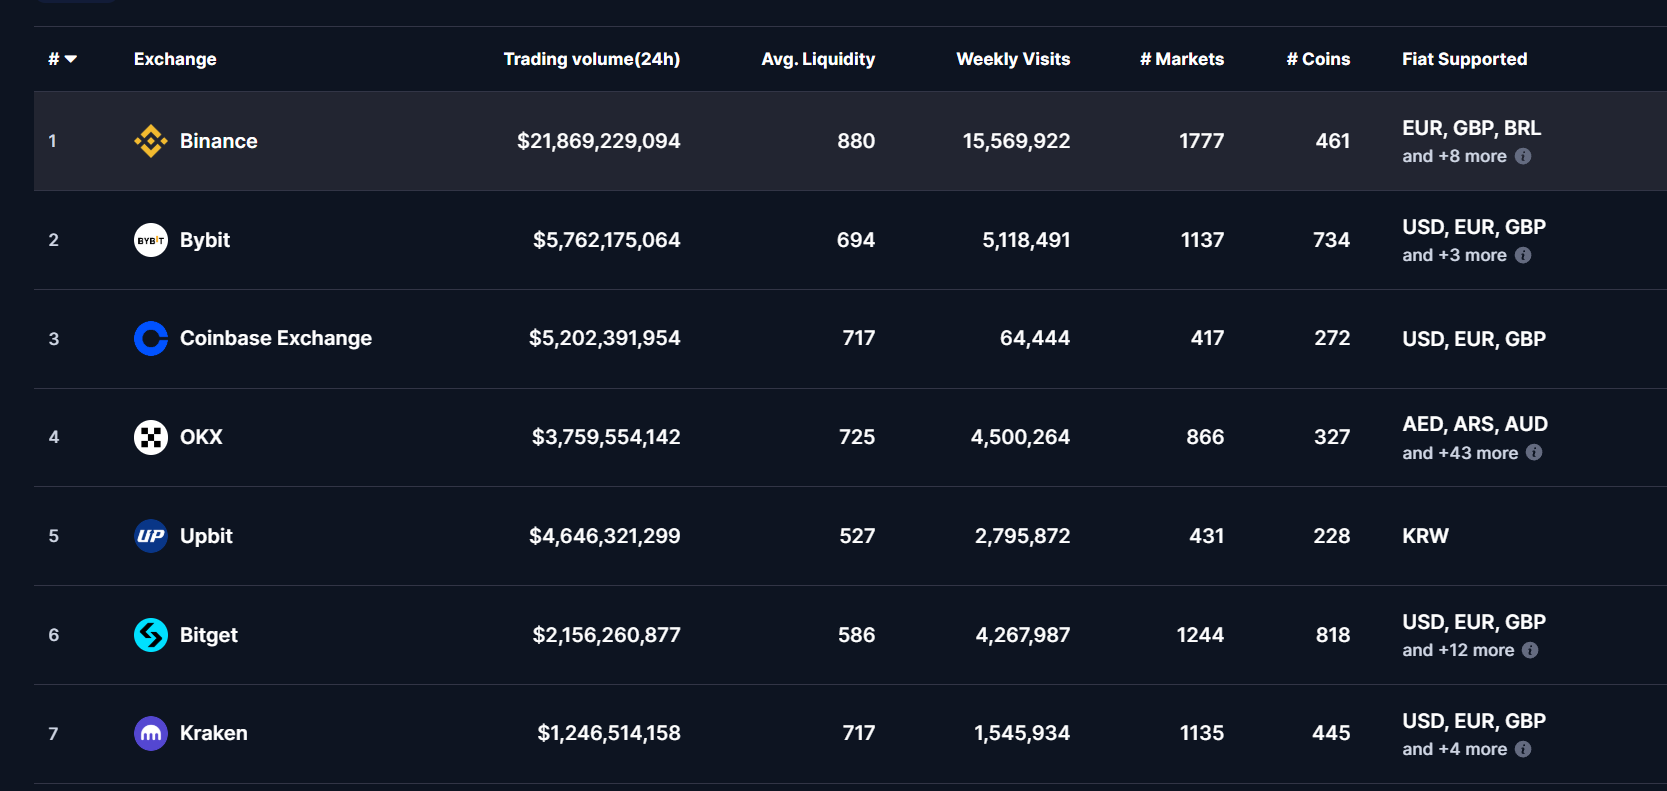 # Exchange Trading volume(24h) Avg. Liquidity Weekly Visits # Markets # Coins Fiat Supported
1 Binance $21,869,229,094 880 15,569,922 1777 461 EUR, GBP, BRL
and +8 more
2 BYBIT Bybit $5,762,175,064 694 5,118,491 1137 734 USD, EUR, GBP
and +3 more
3 Coinbase Exchange $5,202,391,954 717 64,444 417 272 USD, EUR, GBP
4 OKX $3,759,554,142 725 4,500,264 866 327 AED, ARS, AUD
and +43 more
5 UP Upbit $4,646,321,299 527 2,795,872 431 228 KRW
6 Bitget $2,156,260,877 586 4,267,987 1244 818 USD, EUR, GBP
and +12 more
7 Kraken $1,246,514,158 717 1,545,934 1135 445 USD, EUR, GBP
and +4 more